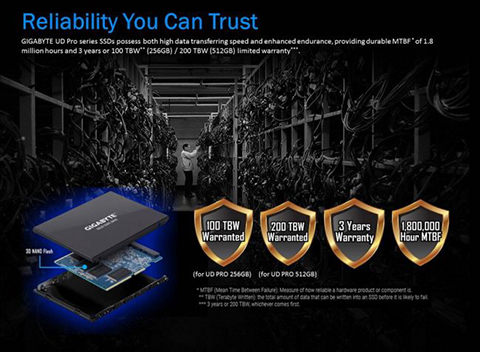 Reliability You Can Trust
GIGABYTE UD Pro series SSDs possess both high data transferring speed and enhanced endurance, providing durable MTBF* of 1.8
million hours and 3 years or 100 TBW** (256GB) / 200 TBW (512GB) limited warranty***.
GIGABYTE™
3D NAND Flash
100 TBW
Warranted
200 TBW
Warranted
3 Years
Warranty
1,800,000
Hour MTBF
(for UD PRO 256GB)
(for UD PRO 512GB)
* MTBF (Mean Time Between Failure): Measure of how reliable a hardware product or component is.
** TBW (Terabyte Written): the total amount of data that can be written into an SSD before it is likely to fail.
*** 3 years or 200 TBW, whichever comes first.